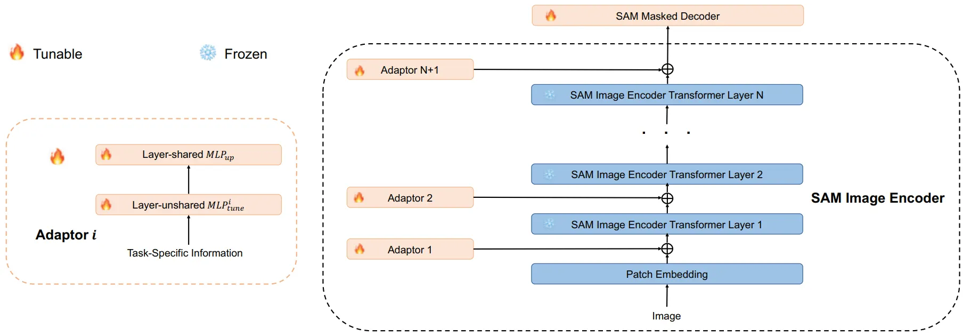 Tunable
Frozen
Layer-shared MLP_up
Layer-unshared MLP^i_tune
Adaptor i
Task-Specific Information
SAM Masked Decoder
Adaptor N+1
SAM Image Encoder Transformer Layer N
. . .
SAM Image Encoder Transformer Layer 2
Adaptor 2
SAM Image Encoder
SAM Image Encoder Transformer Layer 1
Adaptor 1
Patch Embedding
Image